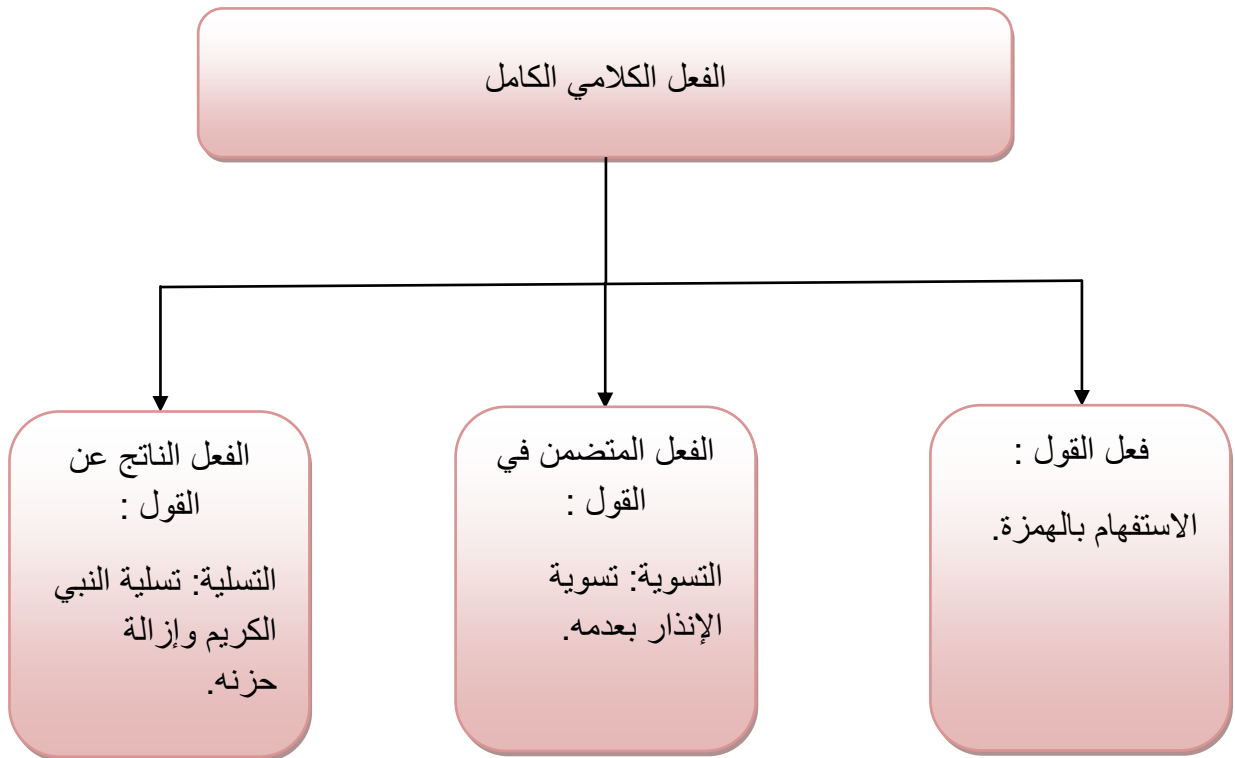 الفعل الكلامي الكامل
فعل القول :
الاستفهام بالهمزة.
الفعل المتضمن في
القول :
التسوية: تسوية
الإنذار بعدمه.
الفعل الناتج عن
القول :
التسلية: تسلية النبي
الكريم وإزالة
حزنه.